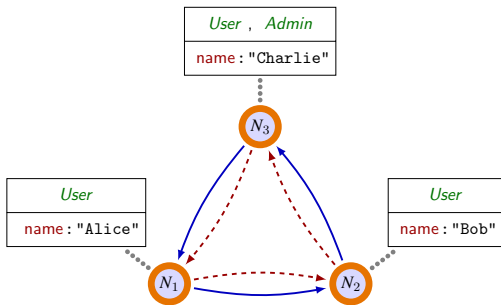 User , Admin
name:"Charlie"
N3
User
name:"Alice"
User
name:"Bob"
N1
N2